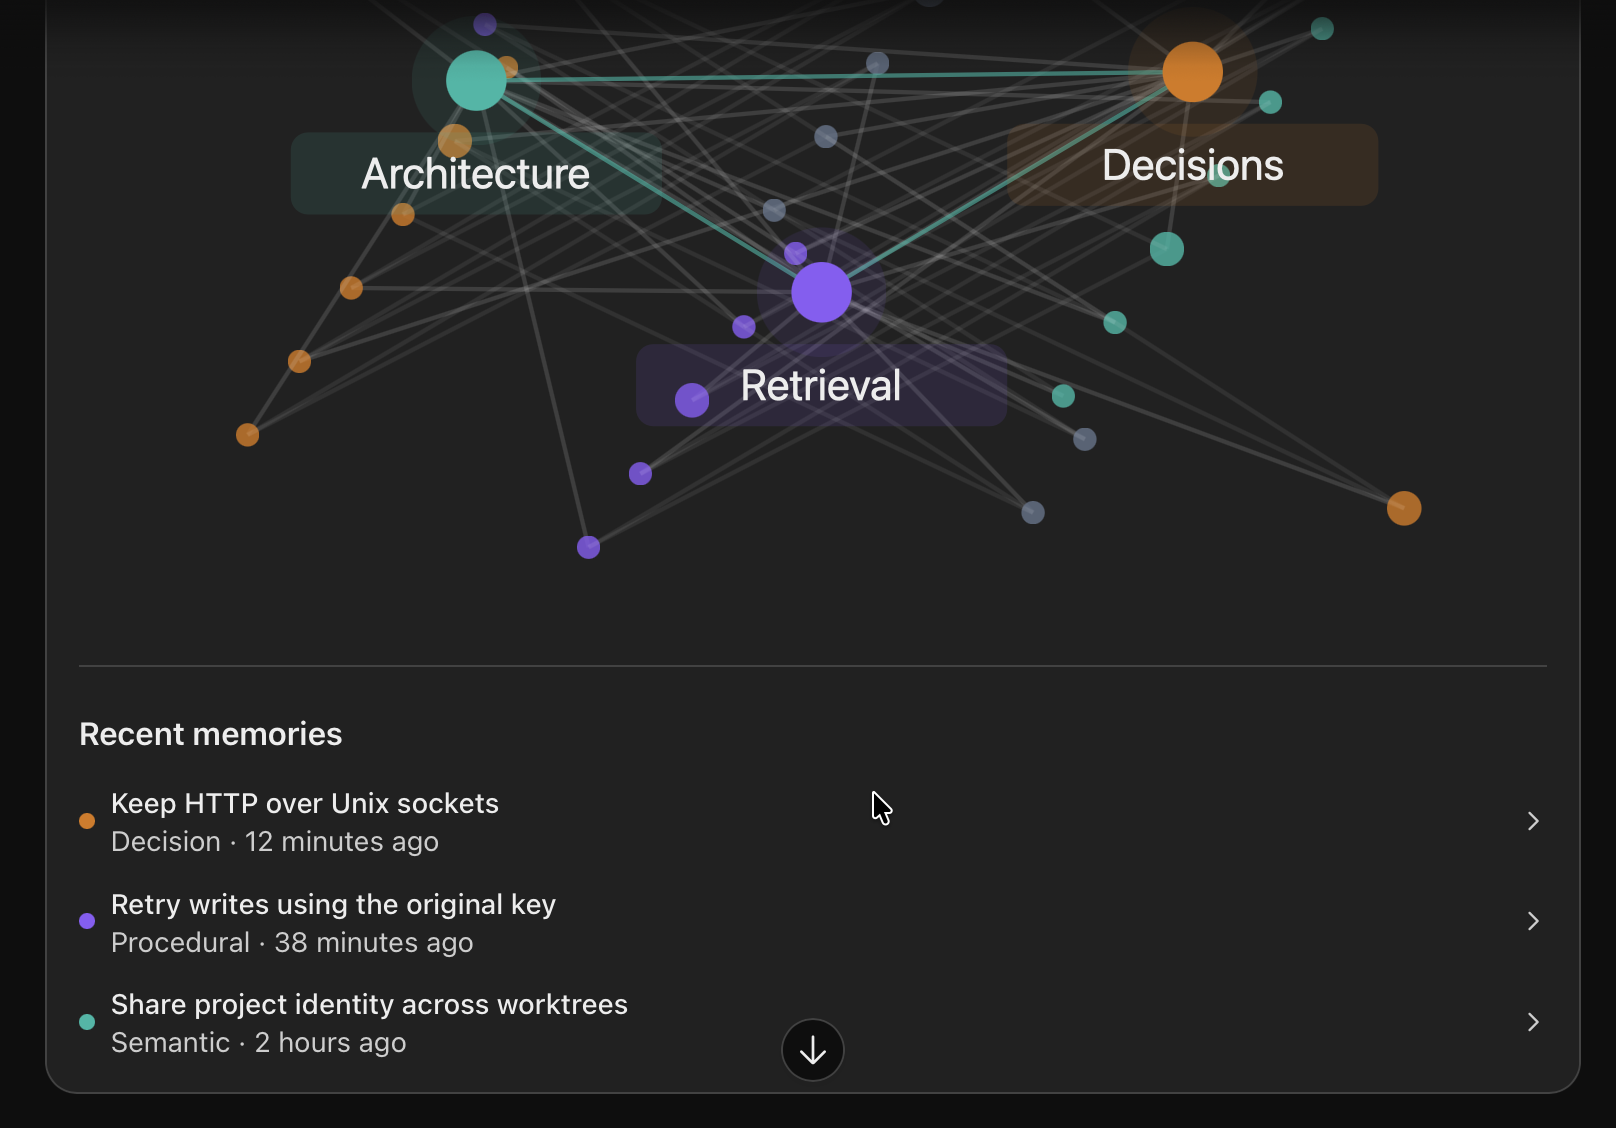 Architecture
Decisions
Retrieval
Recent memories
Keep HTTP over Unix sockets
Decision · 12 minutes ago
Retry writes using the original key
Procedural · 38 minutes ago
Share project identity across worktrees
Semantic · 2 hours ago